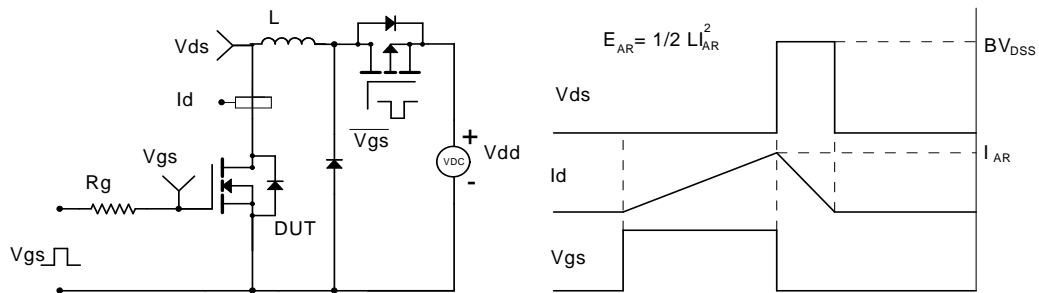 L
Vds
Id
Vgs
Vgs
+
VDC
Vdd
-
Vgs
Rg
DUT
Vgs
E_AR = 1/2 LI_AR^2
BV_DSS
Vds
I_AR
Id
Vgs